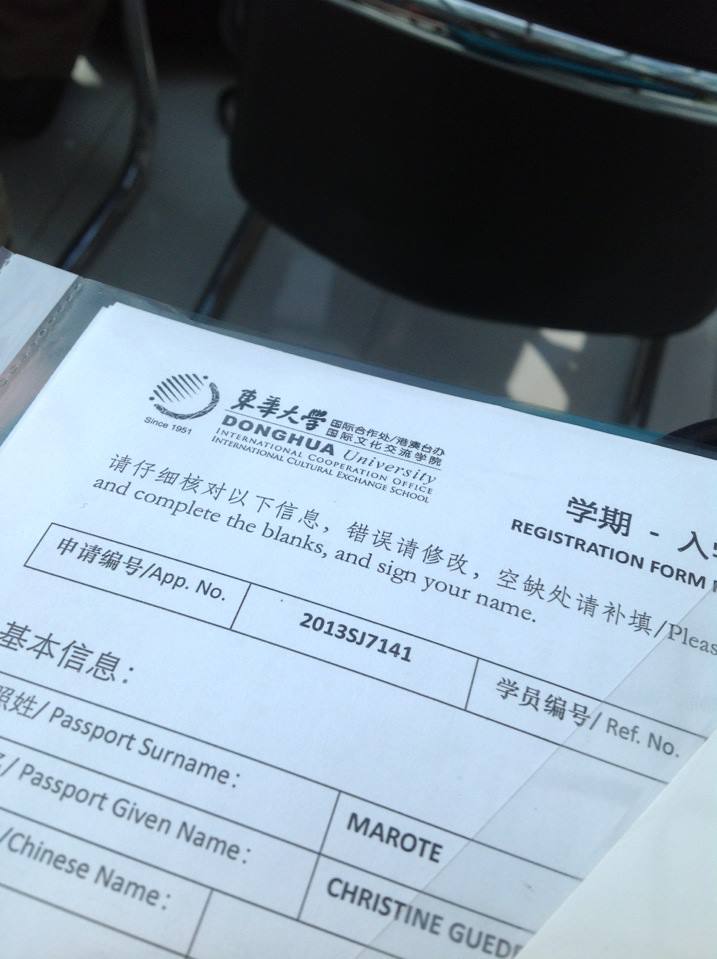 東華大學 国际合作处/港澳台办
DONGHUA University 国际文化交流学院
INTERNATIONAL COOPERATION OFFICE
INTERNATIONAL CULTURAL EXCHANGE SCHOOL
Since 1951
学期 - 入
REGISTRATION FORM
请仔细核对以下信息，错误请修改，空缺处请补填/Pleas
and complete the blanks, and sign your name.
申请编号/App. No. 2013SJ7141 学员编号/ Ref. No.
基本信息：
照姓/ Passport Surname： MAROTE
/ Passport Given Name： CHRISTINE GUED
/Chinese Name：